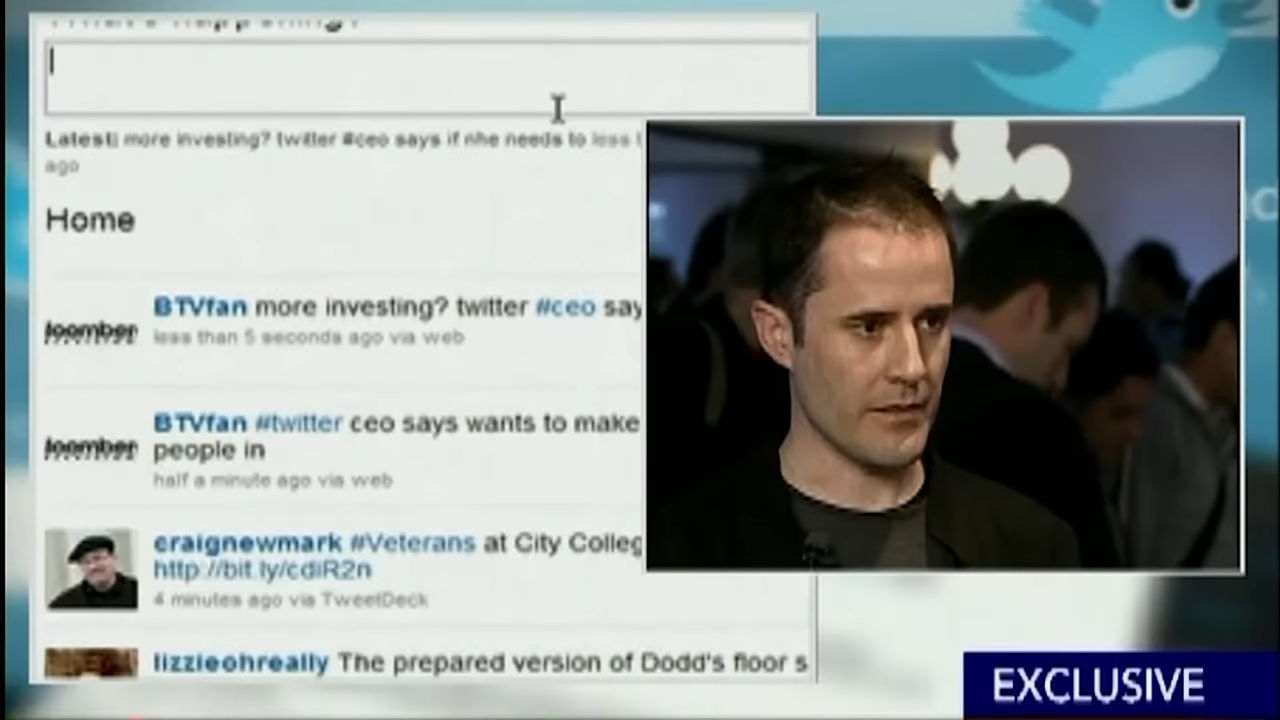 Latest: more investing? twitter #ceo says if nhe needs to less
ago
Home
BTVfan more investing? twitter #ceo say
less than 5 seconds ago via web
BTVfan #twitter ceo says wants to make
people in
half a minute ago via web
craignewmark #Veterans at City Colleg
http://bit.ly/cdiR2n
4 minutes ago via TweetDeck
lizzieohreally The prepared version of Dodd's floor s
EXCLUSIVE